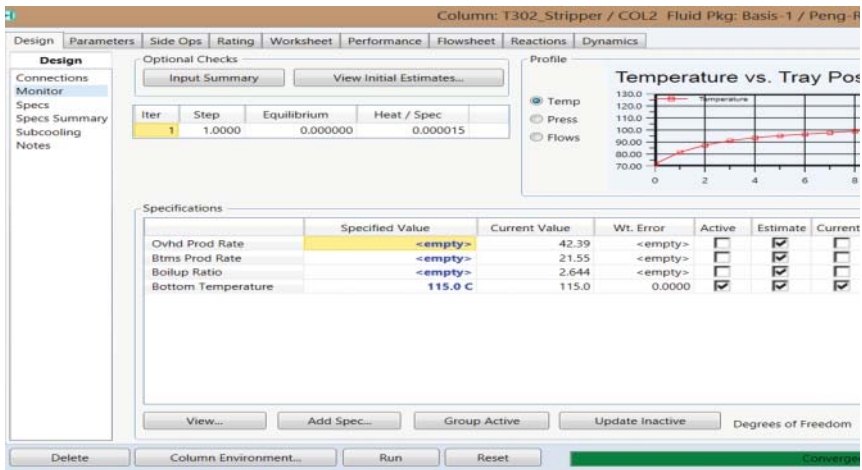 Column: T302_Stripper / COL2 Fluid Pkg: Basis-1 / Peng-R
Design Parameters Side Ops Rating Worksheet Performance Flowsheet Reactions Dynamics
Design
Connections
Monitor
Specs
Specs Summary
Subcooling
Notes
Optional Checks
Input Summary View Initial Estimates...
Iter Step Equilibrium Heat / Spec
1 1.0000 0.000000 0.000015
Profile
Temp
Press
Flows
Temperature vs. Tray Pos
Temperature
130.0
120.0
110.0
100.0
90.00
80.00
70.00
0 2 4 6 8
Specifications
Specified Value Current Value Wt. Error Active Estimate Current
Ovhd Prod Rate <empty> 42.39 <empty>
Btms Prod Rate <empty> 21.55 <empty>
Boilup Ratio <empty> 2.644 <empty>
Bottom Temperature 115.0 C 115.0 0.0000
View... Add Spec... Group Active Update Inactive Degrees of Freedom
Delete Column Environment... Run Reset Converge